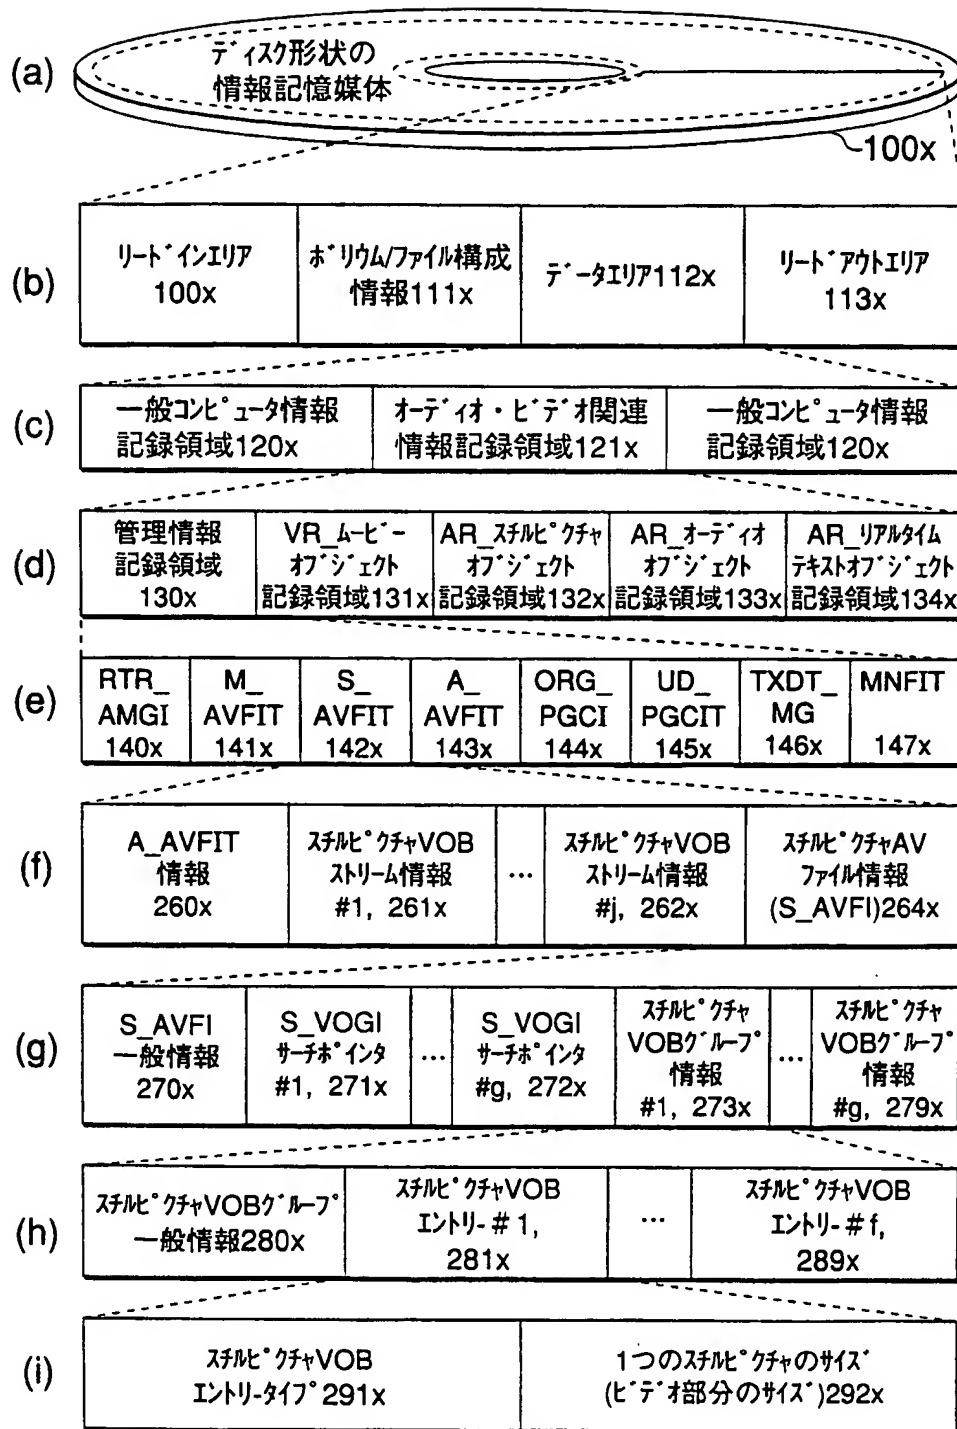 (a)
ディスク形状の
情報記憶媒体
100x
(b)
リードインエリア
100x
ボリウム/ファイル構成
情報111x
データエリア112x
リードアウトエリア
113x
(c)
一般コンピュータ情報
記録領域120x
オーディオ・ビデオ関連
情報記録領域121x
一般コンピュータ情報
記録領域120x
(d)
管理情報
記録領域
130x
VR_ムービー
オブジェクト
記録領域131x
AR_スチルピクチャ
オブジェクト
記録領域132x
AR_オーディオ
オブジェクト
記録領域133x
AR_リアルタイム
テキストオブジェクト
記録領域134x
(e)
RTR_
AMGI
140x
M_
AVFIT
141x
S_
AVFIT
142x
A_
AVFIT
143x
ORG_
PGCI
144x
UD_
PGCIT
145x
TXDT_
MG
146x
MNFIT
147x
(f)
A_AVFIT
情報
260x
スチルピクチャVOB
ストリーム情報
#1, 261x
...
スチルピクチャVOB
ストリーム情報
#j, 262x
スチルピクチャAV
ファイル情報
(S_AVFI)264x
(g)
S_AVFI
一般情報
270x
S_VOGI
サーチポインタ
#1, 271x
...
S_VOGI
サーチポインタ
#g, 272x
スチルピクチャ
VOBグループ
情報
#1, 273x
...
スチルピクチャ
VOBグループ
情報
#g, 279x
(h)
スチルピクチャVOBグループ
一般情報280x
スチルピクチャVOB
エントリー#1,
281x
...
スチルピクチャVOB
エントリー#f,
289x
(i)
スチルピクチャVOB
エントリータイプ291x
1つのスチルピクチャのサイズ
(ビデオ部分のサイズ)292x